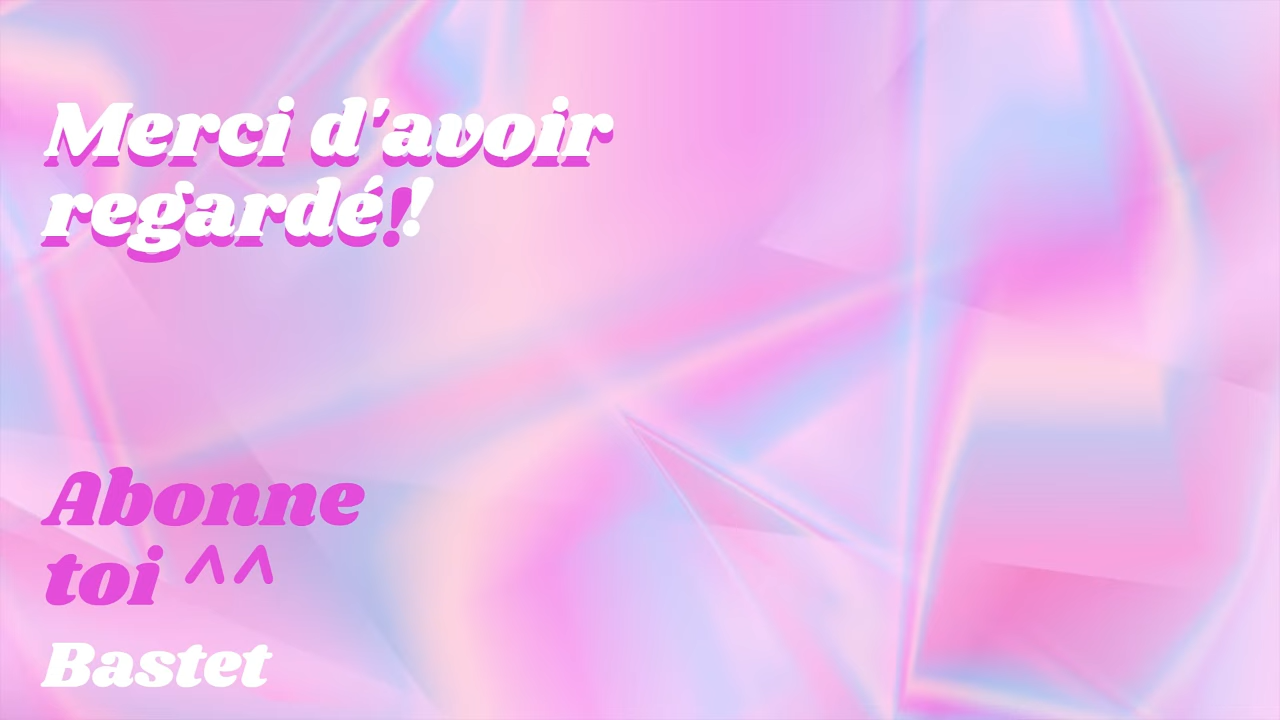 Merci d'avoir
regardé!
Abonne
toi ^^
Bastet